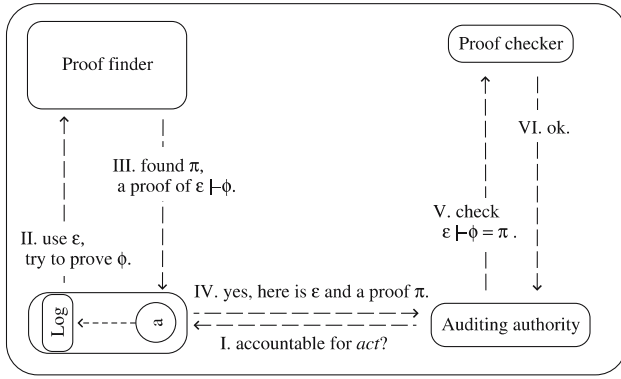 Proof finder
Proof checker
VI. ok.
III. found π,
a proof of ε ⊢ϕ.
V. check
ε ⊢ϕ = π .
II. use ε,
try to prove ϕ.
IV. yes, here is ε and a proof π.
Log
a
Auditing authority
I. accountable for act?